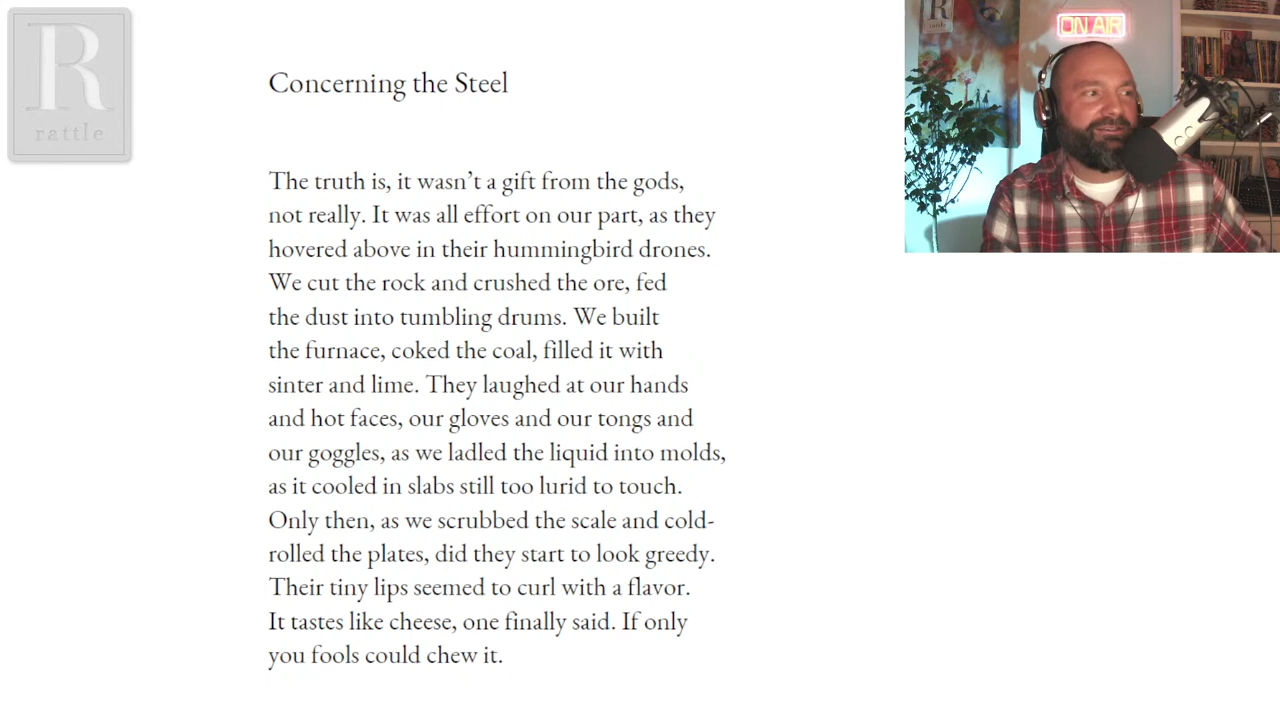 R
rattle
R
rattle
ON AIR
Concerning the Steel
The truth is, it wasn’t a gift from the gods,
not really. It was all effort on our part, as they
hovered above in their hummingbird drones.
We cut the rock and crushed the ore, fed
the dust into tumbling drums. We built
the furnace, coked the coal, filled it with
sinter and lime. They laughed at our hands
and hot faces, our gloves and our tongs and
our goggles, as we ladled the liquid into molds,
as it cooled in slabs still too lurid to touch.
Only then, as we scrubbed the scale and cold-
rolled the plates, did they start to look greedy.
Their tiny lips seemed to curl with a flavor.
It tastes like cheese, one finally said. If only
you fools could chew it.